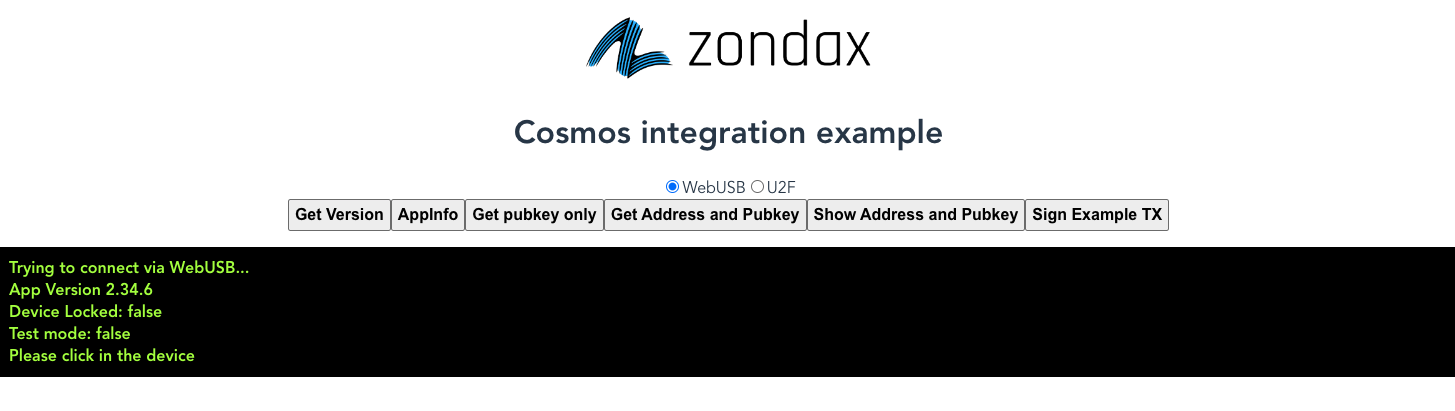 zondax
Cosmos integration example
WebUSB U2F
Get Version AppInfo Get pubkey only Get Address and Pubkey Show Address and Pubkey Sign Example TX
Trying to connect via WebUSB...
App Version 2.34.6
Device Locked: false
Test mode: false
Please click in the device